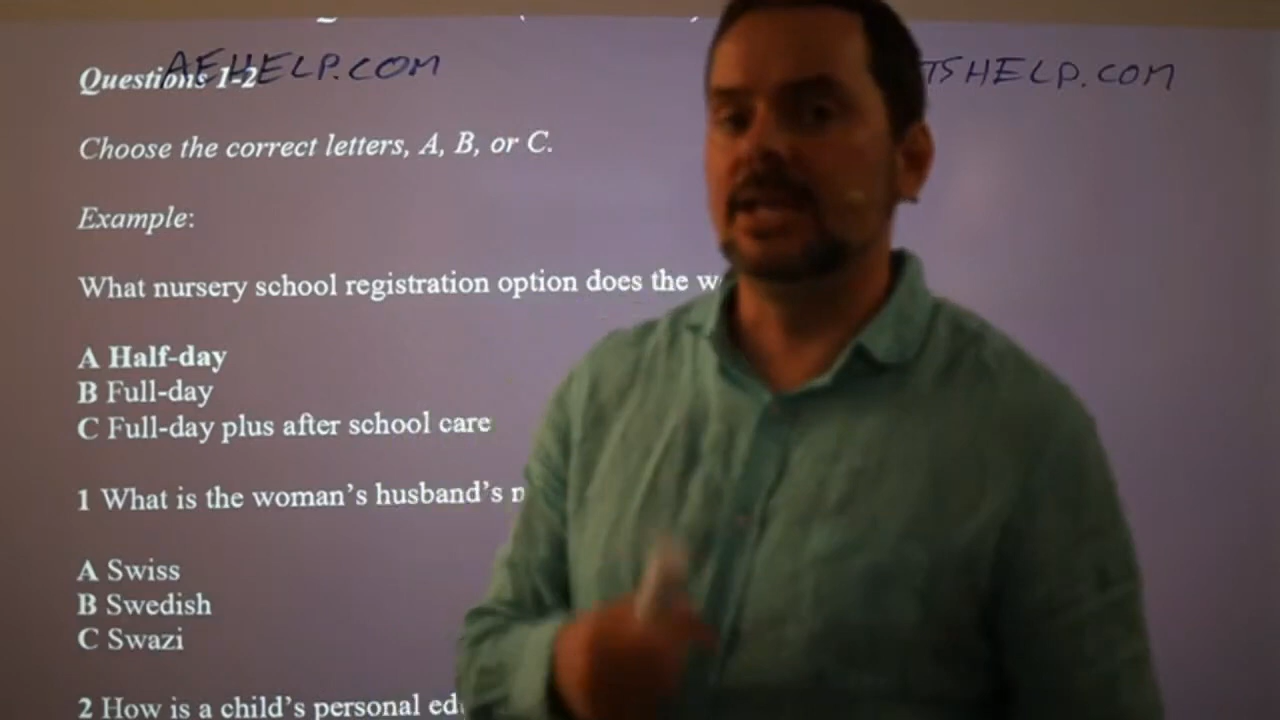 AEHELP.COM
TSHELP.COM
Questions 1-2
Choose the correct letters, A, B, or C.
Example:
What nursery school registration option does the w
A Half-day
B Full-day
C Full-day plus after school care
1 What is the woman's husband's n
A Swiss
B Swedish
C Swazi
2 How is a child's personal ed